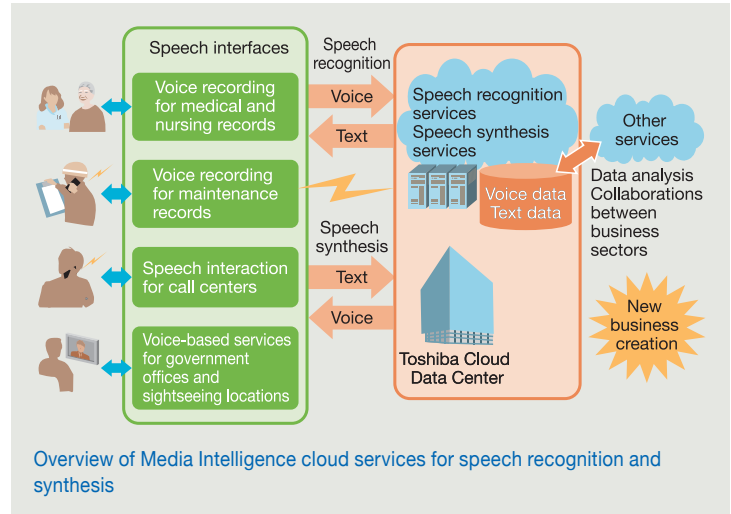 Speech interfaces
Voice recording
for medical and
nursing records
Voice recording
for maintenance
records
Speech interaction
for call centers
Voice-based services
for government
offices and
sightseeing locations
Speech
recognition
Voice
Text
Speech
synthesis
Text
Voice
Speech recognition
services
Speech synthesis
services
Voice data
Text data
Toshiba Cloud
Data Center
Other
services
Data analysis
Collaborations
between
business
sectors
New
business
creation
Overview of Media Intelligence cloud services for speech recognition and
synthesis